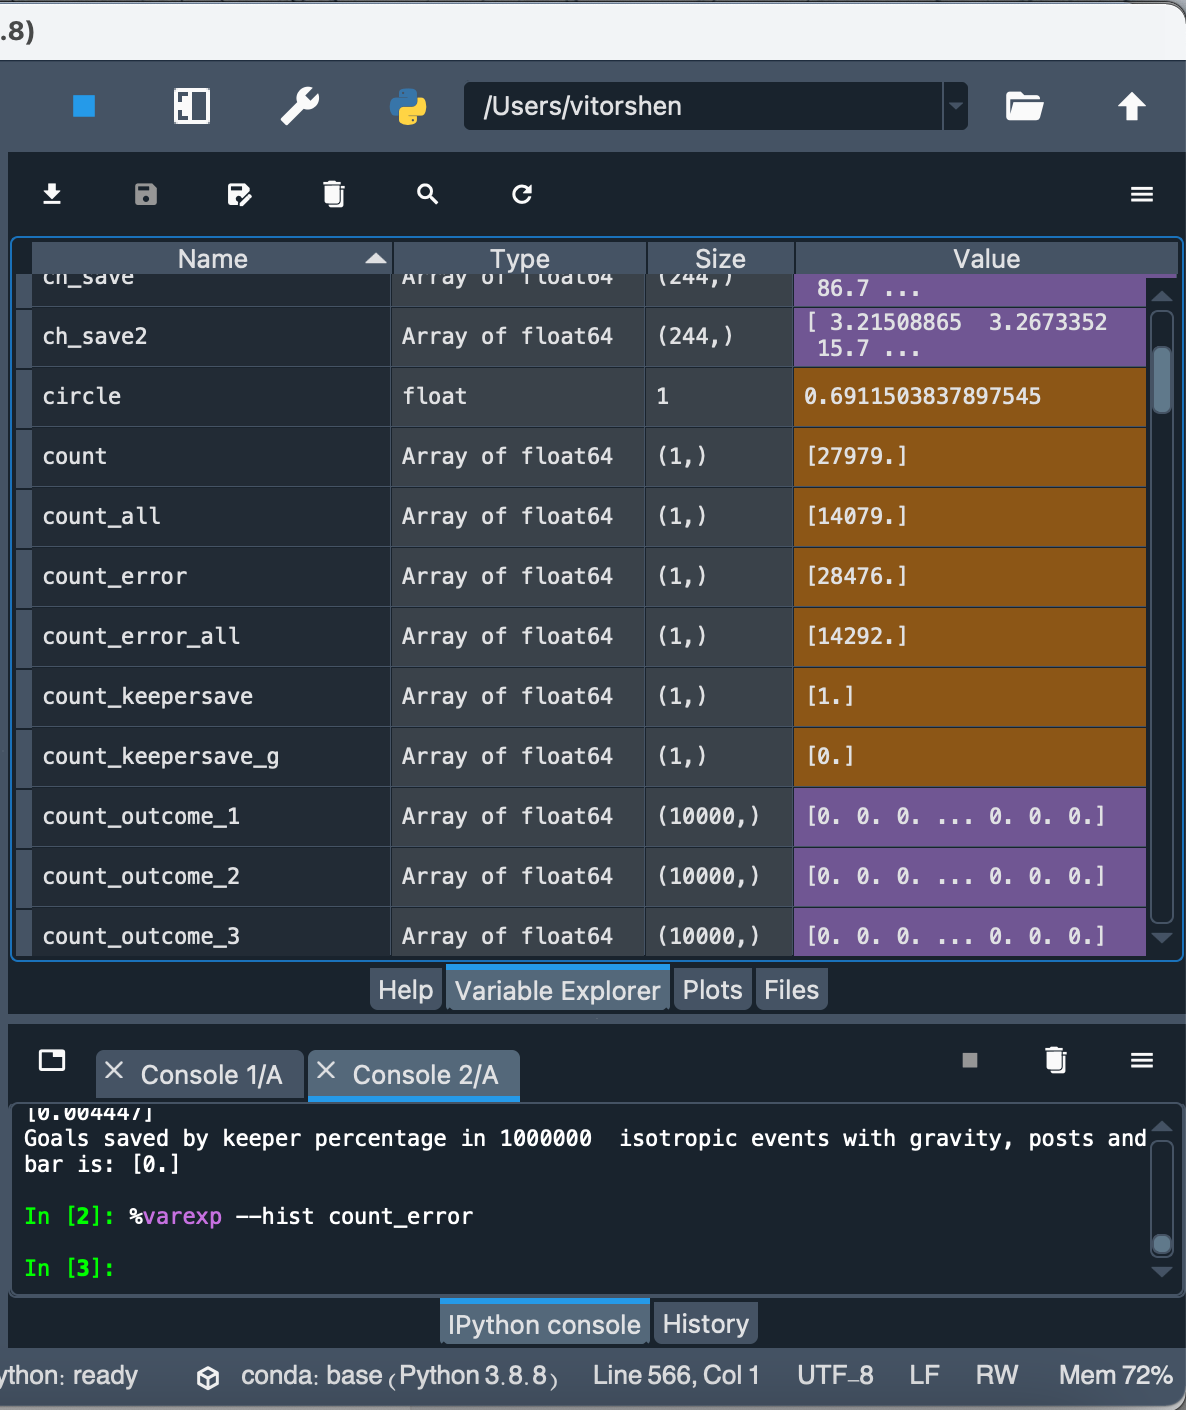 .8)
/Users/vitorshen
Name Type Size Value
ch_save Array of float64 (244,) 86.7 ...
ch_save2 Array of float64 (244,) [ 3.21508865 3.2673352
15.7 ...
circle float 1 0.6911503837897545
count Array of float64 (1,) [27979.]
count_all Array of float64 (1,) [14079.]
count_error Array of float64 (1,) [28476.]
count_error_all Array of float64 (1,) [14292.]
count_keepersave Array of float64 (1,) [1.]
count_keepersave_g Array of float64 (1,) [0.]
count_outcome_1 Array of float64 (10000,) [0. 0. 0. ... 0. 0. 0.]
count_outcome_2 Array of float64 (10000,) [0. 0. 0. ... 0. 0. 0.]
count_outcome_3 Array of float64 (10000,) [0. 0. 0. ... 0. 0. 0.]
Help Variable Explorer Plots Files
Console 1/A Console 2/A
[0.004447]
Goals saved by keeper percentage in 1000000 isotropic events with gravity, posts and
bar is: [0.]
In [2]: %varexp --hist count_error
In [3]:
IPython console History
ython: ready conda: base (Python 3.8.8) Line 566, Col 1 UTF-8 LF RW Mem 72%